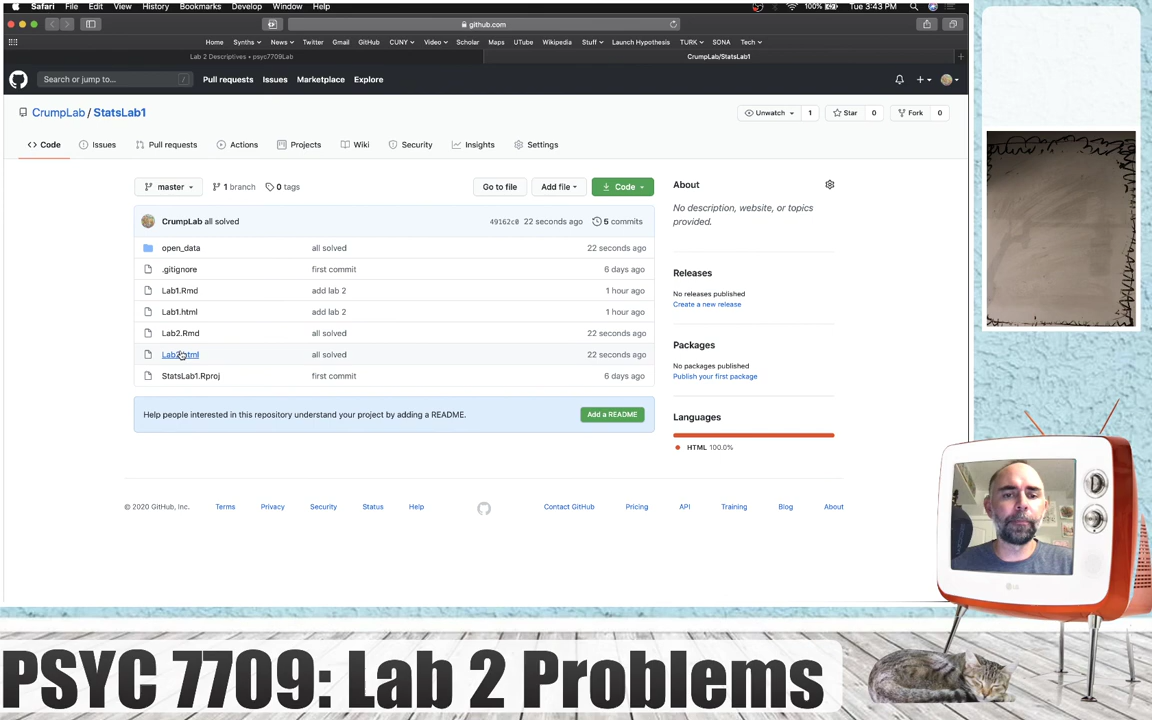 Safari File Edit View History Bookmarks Develop Window Help 100% Tue 3:43 PM
github.com
Home Synths News Twitter Gmail GitHub CUNY Video Scholar Maps UTube Wikipedia Stuff Launch Hypothesis TURK SONA Tech
Lab 2 Descriptives • psyc7709Lab CrumpLab/StatsLab1
Search or jump to... / Pull requests Issues Marketplace Explore
CrumpLab / StatsLab1 Unwatch 1 Star 0 Fork 0
<> Code Issues Pull requests Actions Projects Wiki Security Insights Settings
master 1 branch 0 tags Go to file Add file Code
About
No description, website, or topics
provided.
CrumpLab all solved 49162c0 22 seconds ago 5 commits
open_data all solved 22 seconds ago
.gitignore first commit 6 days ago
Lab1.Rmd add lab 2 1 hour ago
Lab1.html add lab 2 1 hour ago
Lab2.Rmd all solved 22 seconds ago
Lab2.html all solved 22 seconds ago
StatsLab1.Rproj first commit 6 days ago
Releases
No releases published
Create a new release
Packages
No packages published
Publish your first package
Languages
HTML 100.0%
Help people interested in this repository understand your project by adding a README. Add a README
© 2020 GitHub, Inc. Terms Privacy Security Status Help Contact GitHub Pricing API Training Blog About
LG
PSYC 7709: Lab 2 Problems